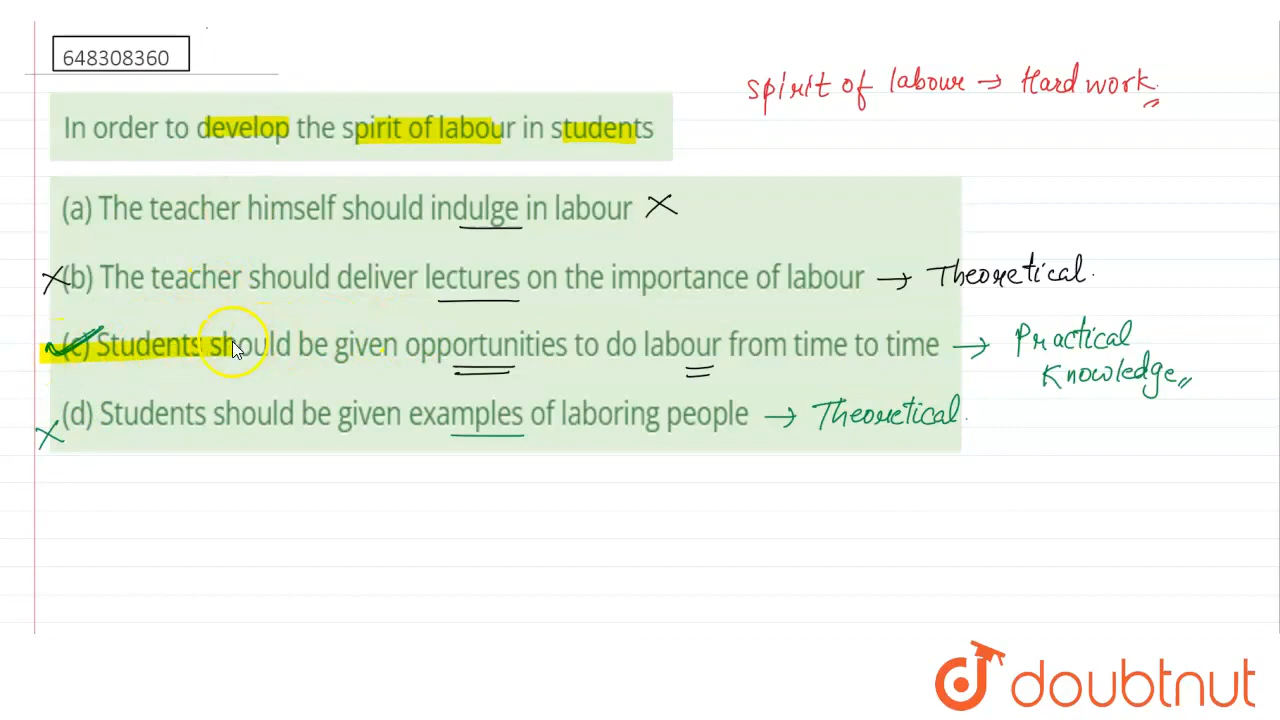 648308360
spirit of labour → Hard work.
In order to develop the spirit of labour in students
(a) The teacher himself should indulge in labour ×
×(b) The teacher should deliver lectures on the importance of labour → Theoretical.
✓(c) Students should be given opportunities to do labour from time to time → Practical
Knowledge
×(d) Students should be given examples of laboring people → Theoretical.
doubtnut